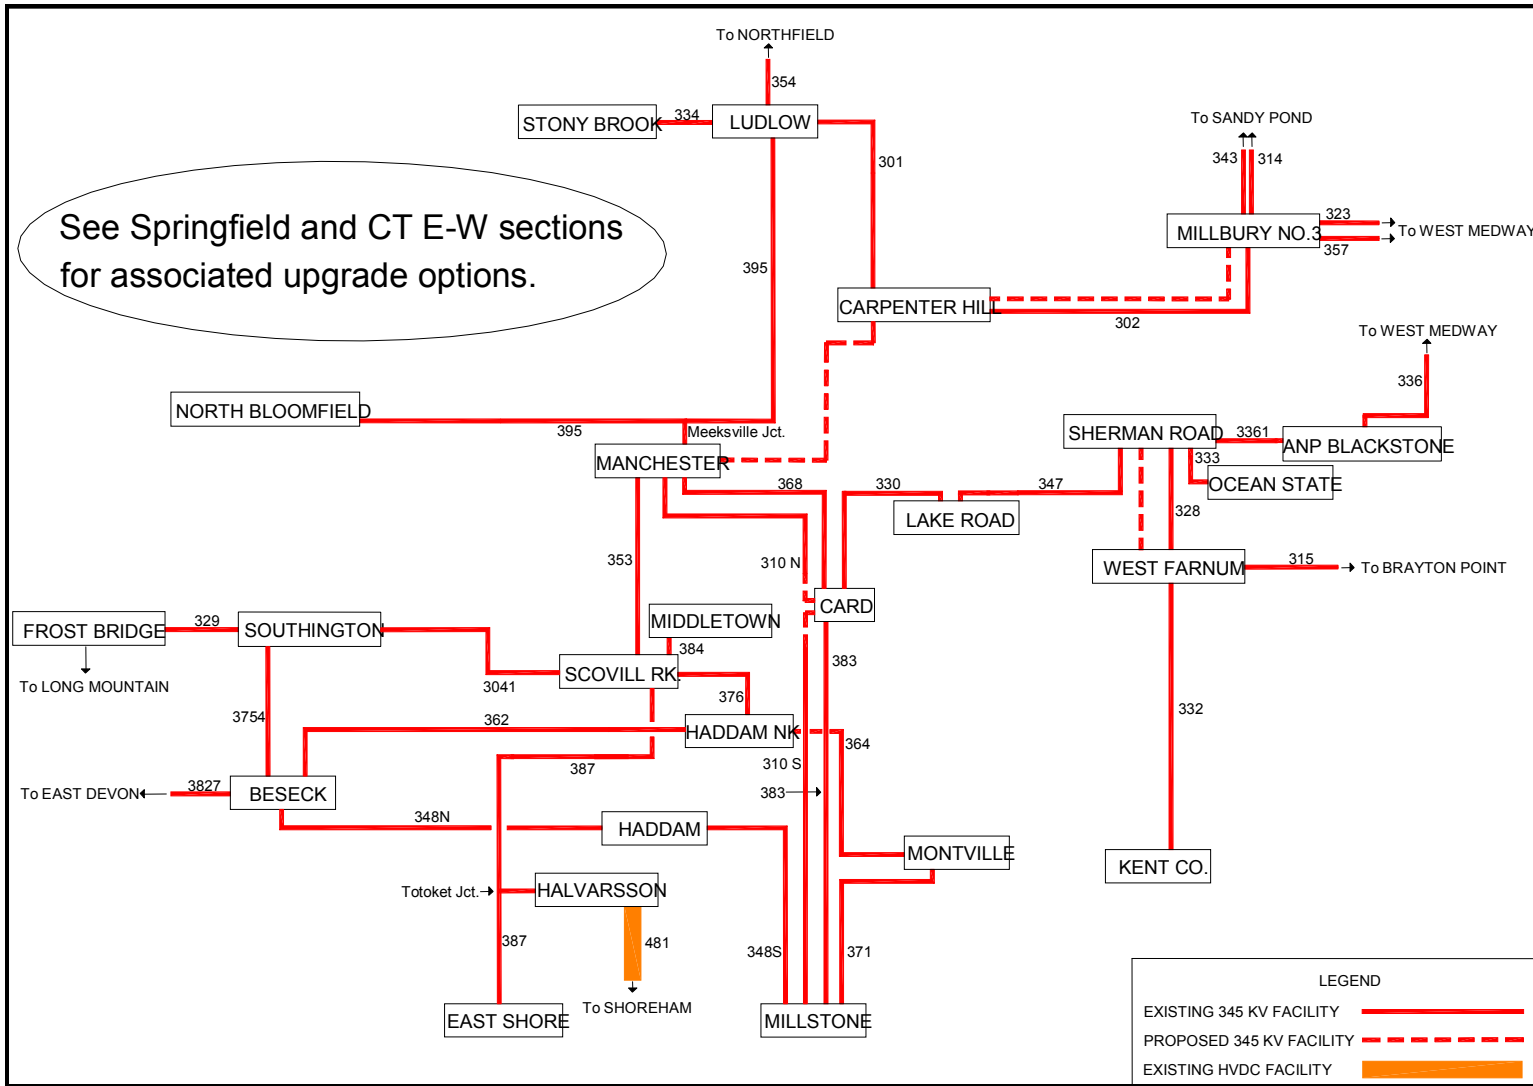 To NORTHFIELD
354
STONY BROOK
334
LUDLOW
301
To SANDY POND
343
314
See Springfield and CT E-W sections
for associated upgrade options.
395
MILLBURY NO.3
323
357
To WEST MEDWAY
CARPENTER HILL
302
To WEST MEDWAY
336
NORTH BLOOMFIELD
395
Meeksville Jct.
MANCHESTER
SHERMAN ROAD
3361
ANP BLACKSTONE
333
OCEAN STATE
368
330
347
LAKE ROAD
328
353
310 N
WEST FARNUM
315
To BRAYTON POINT
CARD
FROST BRIDGE
329
SOUTHINGTON
MIDDLETOWN
384
383
SCOVILL RK.
To LONG MOUNTAIN
3041
376
3754
362
HADDAM NK
364
332
387
310 S
383
To EAST DEVON
3827
BESECK
348N
HADDAM
MONTVILLE
KENT CO.
Totoket Jct.
HALVARSSON
387
481
348S
371
To SHOREHAM
EAST SHORE
MILLSTONE
LEGEND
EXISTING 345 KV FACILITY
PROPOSED 345 KV FACILITY
EXISTING HVDC FACILITY